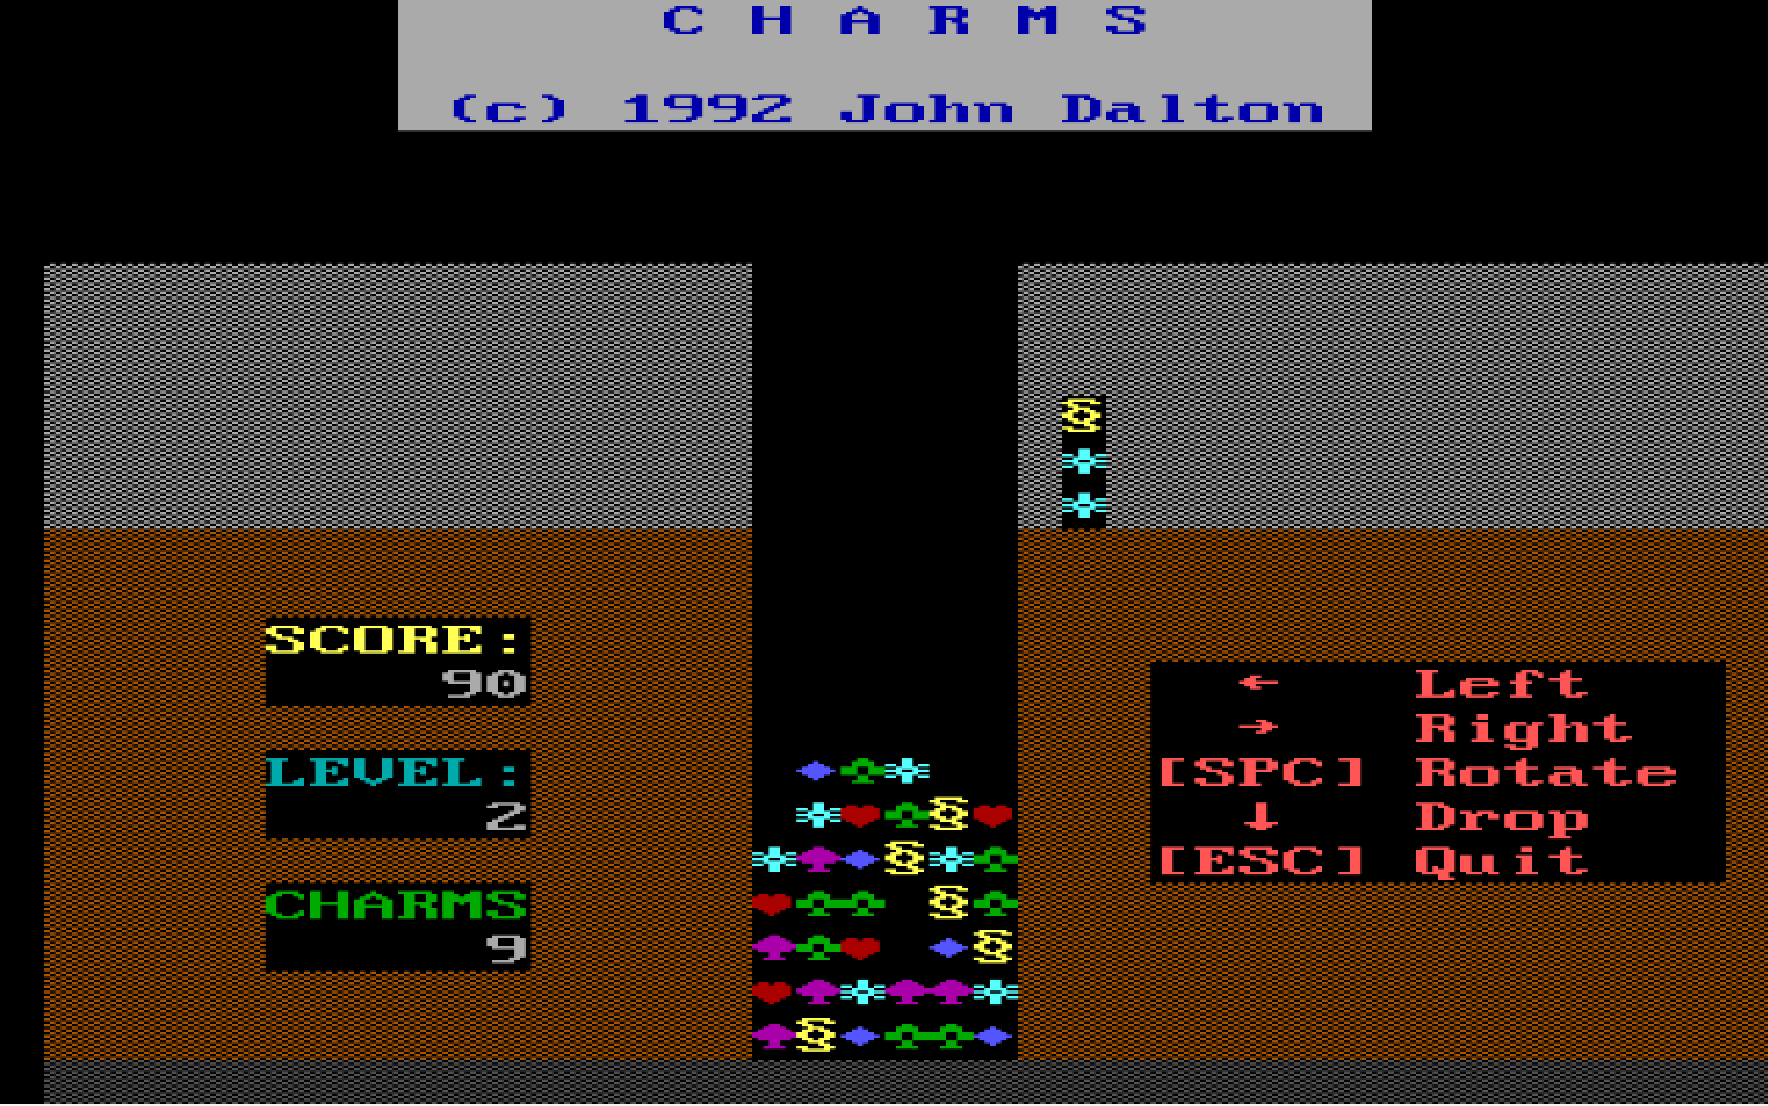 C H A R M S
(c) 1992 John Dalton
SCORE:
90
LEVEL:
2
CHARMS
9
← Left
→ Right
[SPC] Rotate
↓ Drop
[ESC] Quit